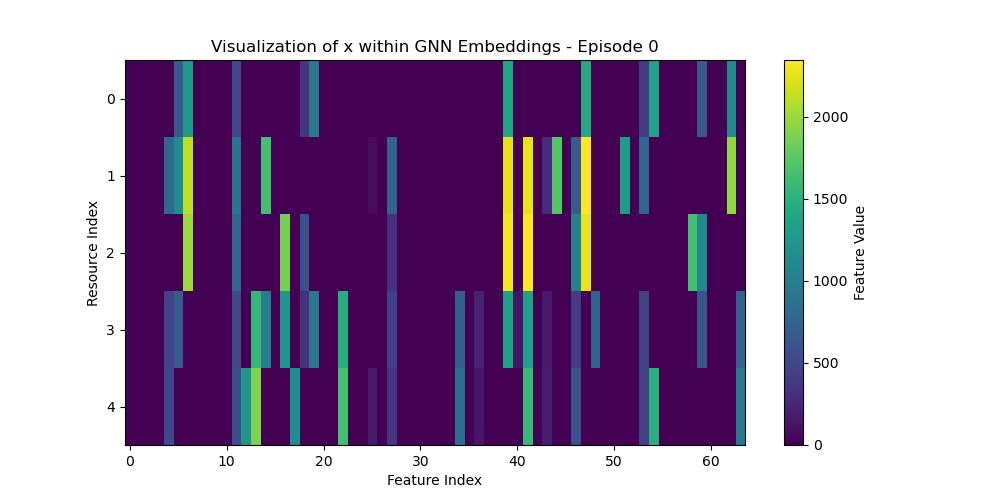 Visualization of x within GNN Embeddings - Episode 0
Resource Index
0
1
2
3
4
0 10 20 30 40 50 60
Feature Index
2000
1500
1000
500
0
Feature Value